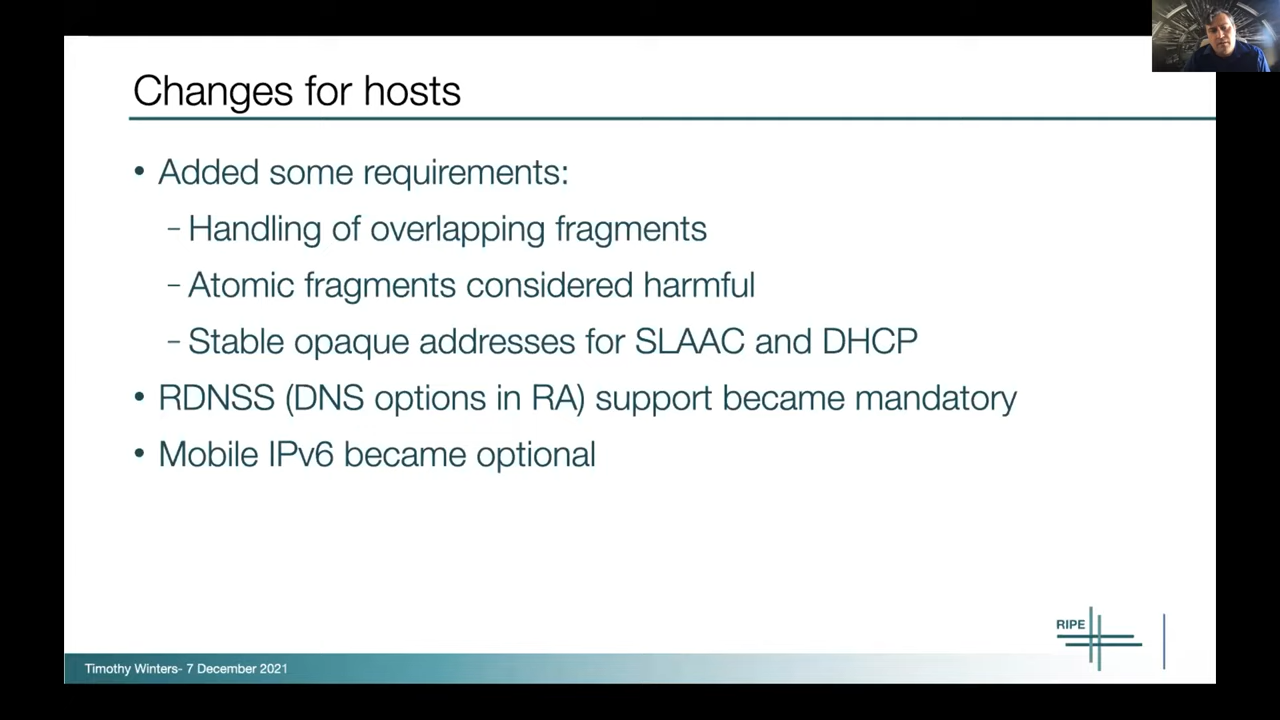 Changes for hosts
• Added some requirements:
– Handling of overlapping fragments
– Atomic fragments considered harmful
– Stable opaque addresses for SLAAC and DHCP
• RDNSS (DNS options in RA) support became mandatory
• Mobile IPv6 became optional
RIPE
Timothy Winters- 7 December 2021